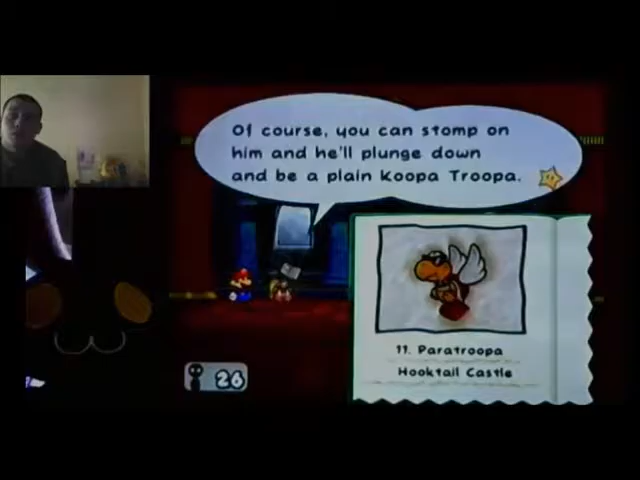 Of course, you can stomp on
him and he'll plunge down
and be a plain Koopa Troopa.
11. Paratroopa
Hooktail Castle
26